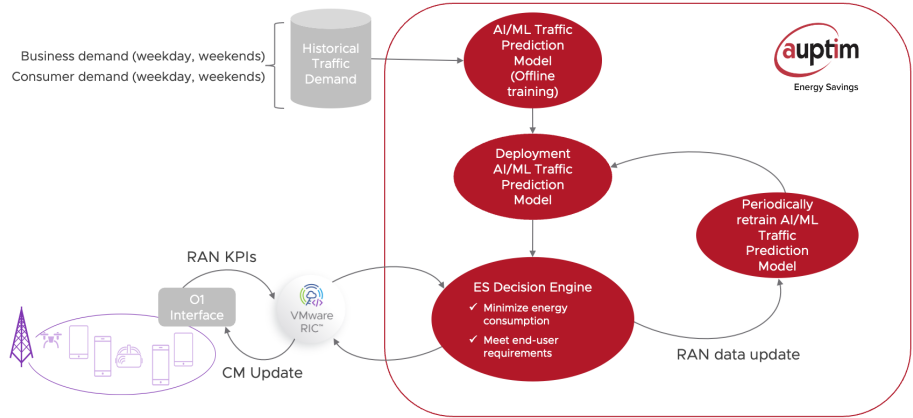 Business demand (weekday, weekends)
Consumer demand (weekday, weekends)
Historical
Traffic
Demand
AI/ML Traffic
Prediction
Model
(Offline
training)
auptim
Energy Savings
Deployment
AI/ML Traffic
Prediction
Model
Periodically
retrain AI/ML
Traffic
Prediction
Model
RAN KPIs
O1
Interface
VMware
RIC™
CM Update
ES Decision Engine
✓ Minimize energy
consumption
✓ Meet end-user
requirements
RAN data update